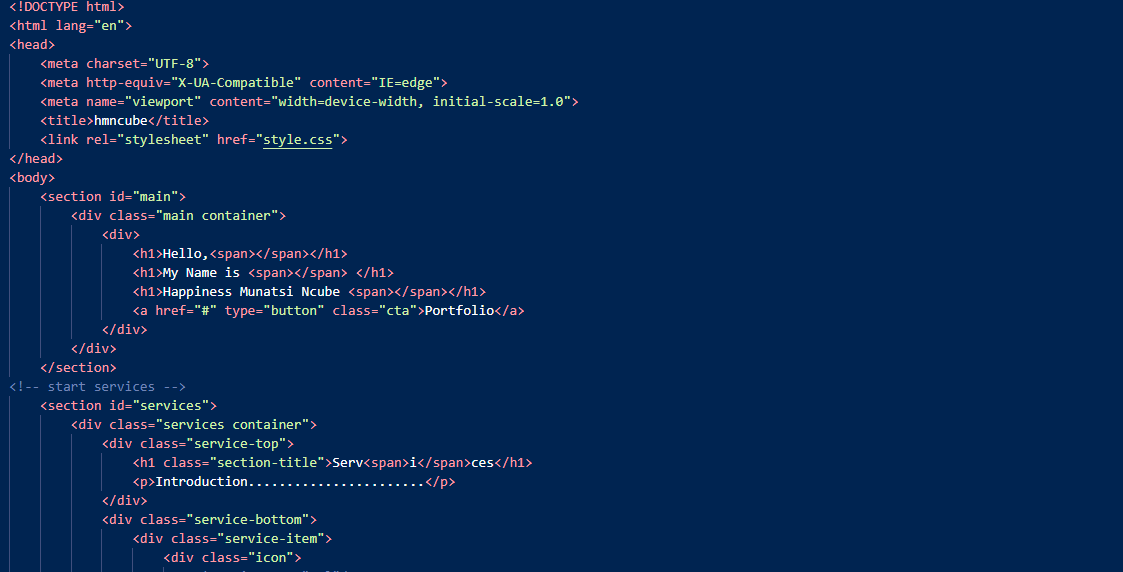 <!DOCTYPE html>
<html lang="en">
<head>
    <meta charset="UTF-8">
    <meta http-equiv="X-UA-Compatible" content="IE=edge">
    <meta name="viewport" content="width=device-width, initial-scale=1.0">
    <title>hmncube</title>
    <link rel="stylesheet" href="style.css">
</head>
<body>
    <section id="main">
        <div class="main container">
            <div>
                <h1>Hello,<span></span></h1>
                <h1>My Name is <span></span> </h1>
                <h1>Happiness Munatsi Ncube <span></span></h1>
                <a href="#" type="button" class="cta">Portfolio</a>
            </div>
        </div>
    </section>
<!-- start services -->
    <section id="services">
        <div class="services container">
            <div class="service-top">
                <h1 class="section-title">Serv<span>i</span>ces</h1>
                <p>Introduction.......................</p>
            </div>
            <div class="service-bottom">
                <div class="service-item">
                    <div class="icon">